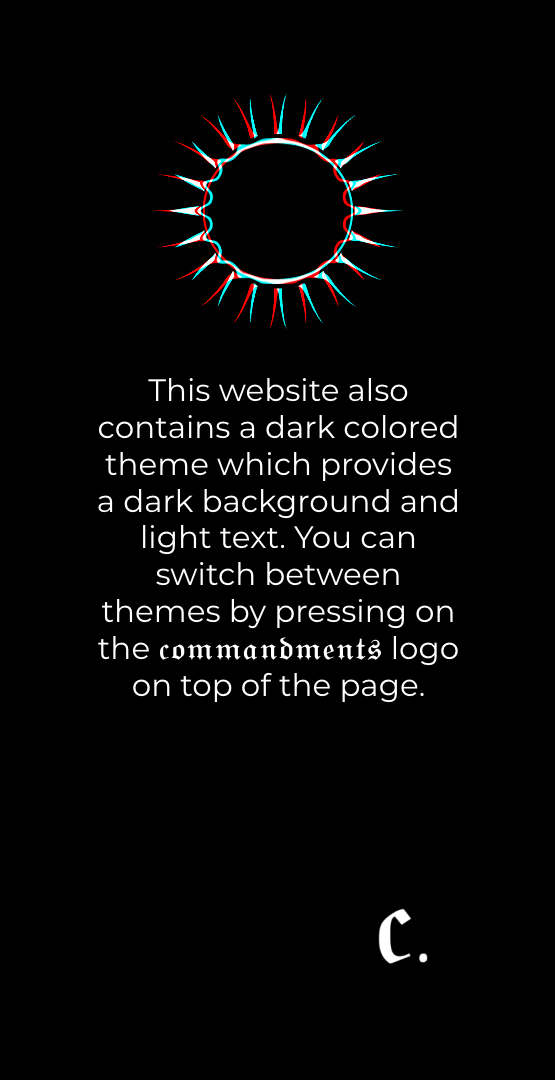 This website also
contains a dark colored
theme which provides
a dark background and
light text. You can
switch between
themes by pressing on
the commandments logo
on top of the page.
C.